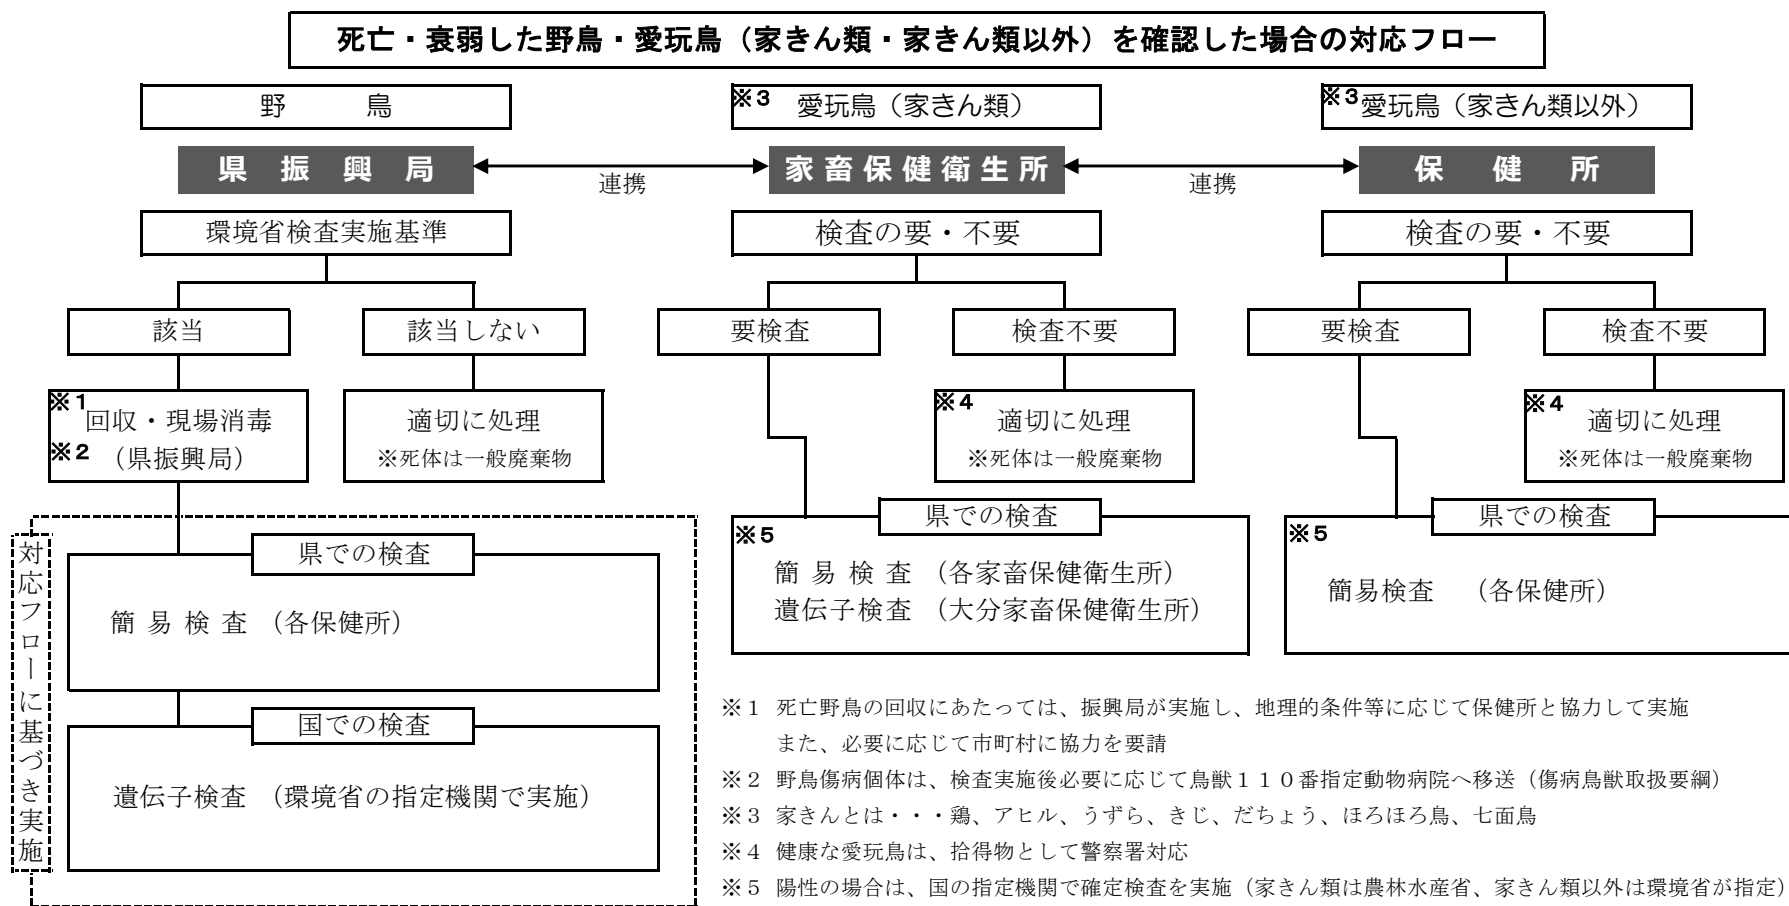 死亡・衰弱した野鳥・愛玩鳥（家きん類・家きん類以外）を確認した場合の対応フロー
野　　鳥
※3 愛玩鳥（家きん類）
※3 愛玩鳥（家きん類以外）
県振興局
連携
家畜保健衛生所
連携
保健所
環境省検査実施基準
検査の要・不要
検査の要・不要
該当
該当しない
要検査
検査不要
要検査
検査不要
※1 回収・現場消毒
※2 （県振興局）
適切に処理
※死体は一般廃棄物
※4 適切に処理
※死体は一般廃棄物
※4 適切に処理
※死体は一般廃棄物
対応フローに基づき実施
県での検査
簡易検査（各保健所）
国での検査
遺伝子検査（環境省の指定機関で実施）
県での検査
※5
簡易検査（各家畜保健衛生所）
遺伝子検査（大分家畜保健衛生所）
県での検査
※5
簡易検査　（各保健所）
※１ 死亡野鳥の回収にあたっては、振興局が実施し、地理的条件等に応じて保健所と協力して実施
また、必要に応じて市町村に協力を要請
※２ 野鳥傷病個体は、検査実施後必要に応じて鳥獣１１０番指定動物病院へ移送（傷病鳥獣取扱要綱）
※３ 家きんとは・・・鶏、アヒル、うずら、きじ、だちょう、ほろほろ鳥、七面鳥
※４ 健康な愛玩鳥は、拾得物として警察署対応
※５ 陽性の場合は、国の指定機関で確定検査を実施（家きん類は農林水産省、家きん類以外は環境省が指定）